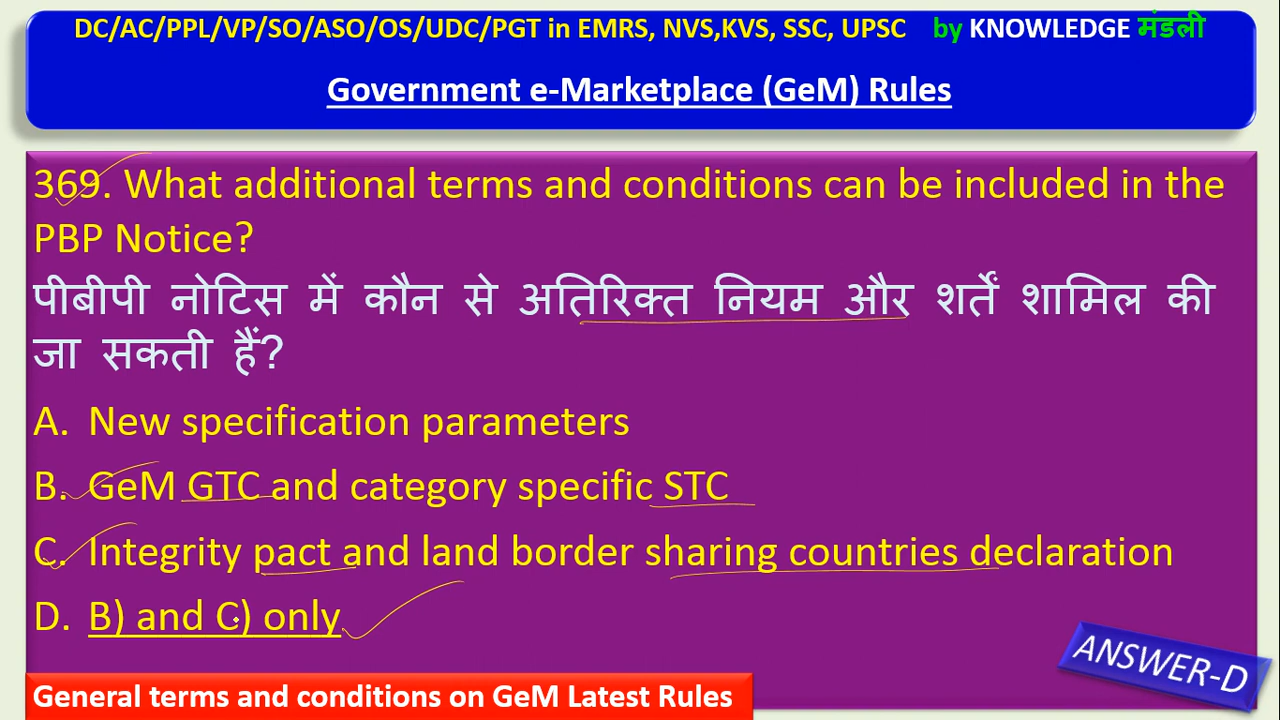 DC/AC/PPL/VP/SO/ASO/OS/UDC/PGT in EMRS, NVS,KVS, SSC, UPSC by KNOWLEDGE मंडली
Government e-Marketplace (GeM) Rules
369. What additional terms and conditions can be included in the
PBP Notice?
पीबीपी नोटिस में कौन से अतिरिक्त नियम और शर्तें शामिल की
जा सकती हैं?
A. New specification parameters
B. GeM GTC and category specific STC
C. Integrity pact and land border sharing countries declaration
D. B) and C) only
ANSWER-D
General terms and conditions on GeM Latest Rules